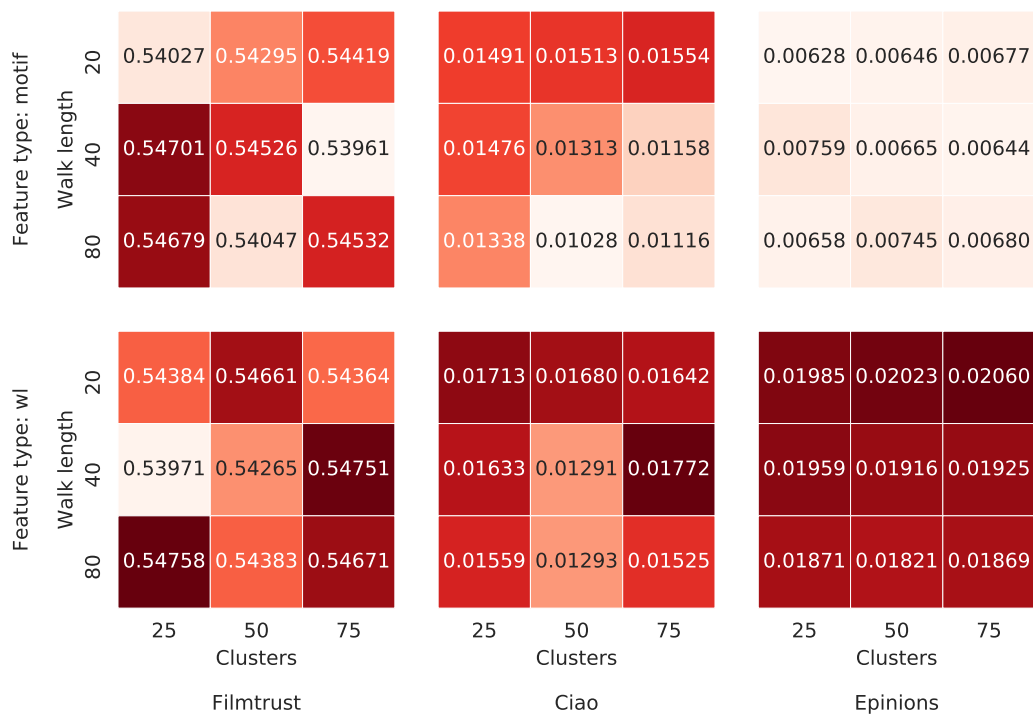 Feature type: motif
Walk length
20
0.54027 0.54295 0.54419
0.01491 0.01513 0.01554
0.00628 0.00646 0.00677
40
0.54701 0.54526 0.53961
0.01476 0.01313 0.01158
0.00759 0.00665 0.00644
80
0.54679 0.54047 0.54532
0.01338 0.01028 0.01116
0.00658 0.00745 0.00680
Feature type: wl
Walk length
20
0.54384 0.54661 0.54364
0.01713 0.01680 0.01642
0.01985 0.02023 0.02060
40
0.53971 0.54265 0.54751
0.01633 0.01291 0.01772
0.01959 0.01916 0.01925
80
0.54758 0.54383 0.54671
0.01559 0.01293 0.01525
0.01871 0.01821 0.01869
25 50 75
25 50 75
25 50 75
Clusters
Clusters
Clusters
Filmtrust
Ciao
Epinions